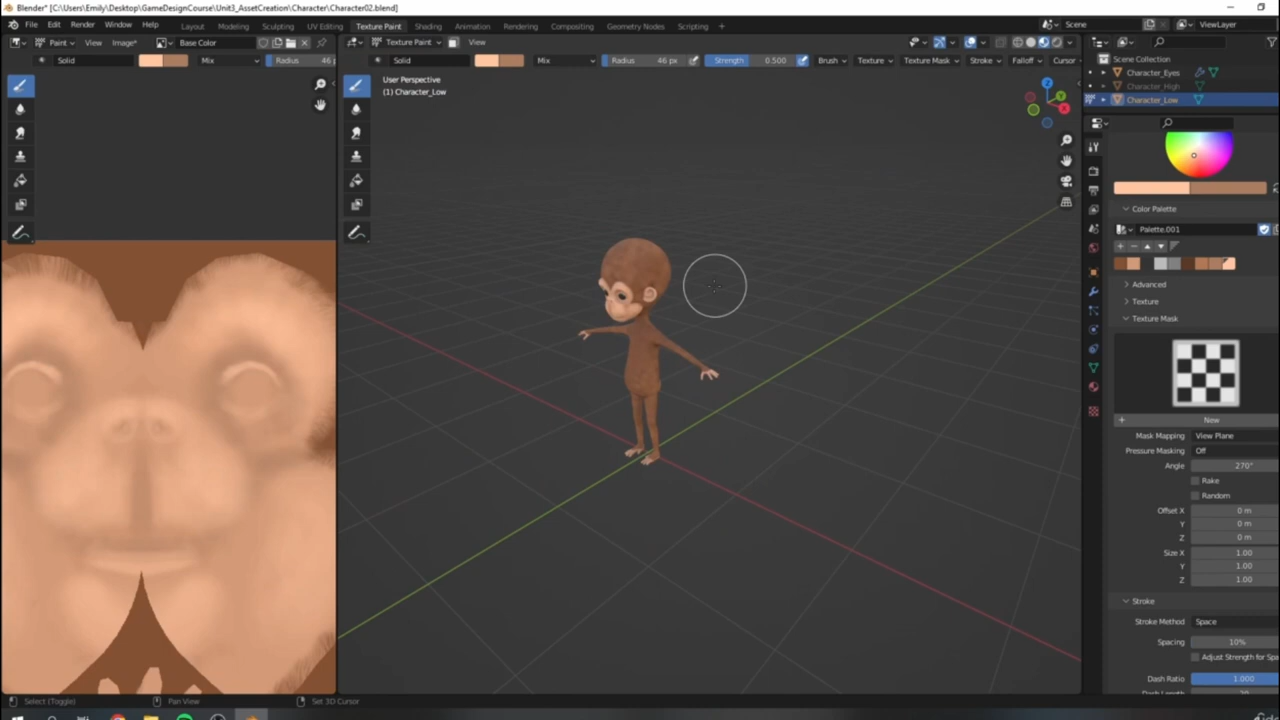 Blender* [C:\Users\Emily\Desktop\GameDesignCourse\Unit3_AssetCreation\Character\Character02.blend]
File Edit Render Window Help Layout Modeling Sculpting UV Editing Texture Paint Shading Animation Rendering Compositing Geometry Nodes Scripting + Scene ViewLayer
Paint View Image* Base Color Texture Paint View
Solid Mix Radius 46 p Solid Mix Radius 46 px Strength 0.500 Brush Texture Texture Mask Stroke Falloff Cursor
Scene Collection
Character_Eyes
Character_High
Character_Low
User Perspective
(1) Character_Low
Z
Y
X
Color Palette
Palette.001
Advanced
Texture
Texture Mask
+ New
Mask Mapping View Plane
Pressure Masking Off
Angle 270°
Rake
Random
Offset X 0 m
Y 0 m
Z 0 m
Size X 1.00
Y 1.00
Z 1.00
Stroke
Stroke Method Space
Spacing 10%
Adjust Strength for Spa
Dash Ratio 1.000
Dash Length 20
Select (Toggle) Pan View Set 3D Cursor